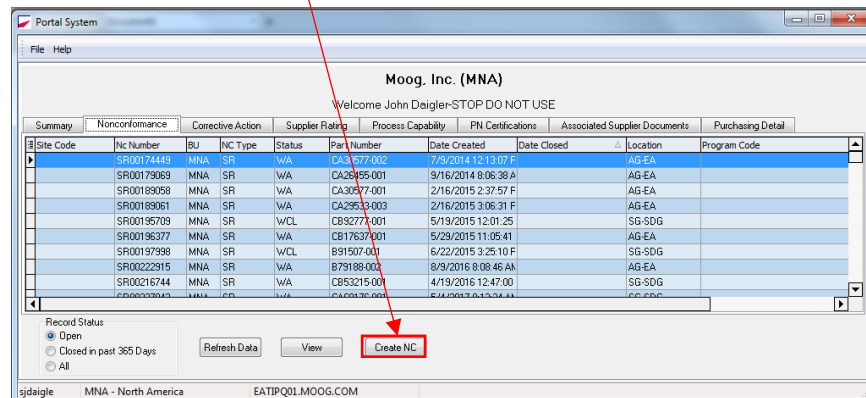 Portal System
File Help
Moog, Inc. (MNA)
Welcome John Daigler-STOP DO NOT USE
Summary Nonconformance Corrective Action Supplier Rating Process Capability PN Certifications Associated Supplier Documents Purchasing Detail
Site Code Nc Number BU NC Type Status Part Number Date Created Date Closed Location Program Code
SR00174449 MNA SR WA CA30577-002 7/9/2014 12:13:07 F AG-EA
SR00179069 MNA SR WA CA26455-001 9/16/2014 8:06:38 A AG-EA
SR00189058 MNA SR WA CA30577-001 2/16/2015 2:37:57 F AG-EA
SR00189061 MNA SR WA CA29533-003 2/16/2015 3:06:31 F AG-EA
SR00195709 MNA SR WCL CB92777-001 5/19/2015 12:01:25 SG-SDG
SR00196377 MNA SR WA CB17637-001 5/29/2015 11:05:41 AG-EA
SR00197998 MNA SR WCL B91507-001 6/22/2015 3:25:10 F SG-SDG
SR00222915 MNA SR WA B79188-002 8/9/2016 8:08:46 AM AG-EA
SR00216744 MNA SR WA CB53215-001 4/19/2016 12:47:00 SG-SDG
Record Status
Open
Closed in past 365 Days Refresh Data View Create NC
All
sjdaigle MNA - North America EATIPQ01.MOOG.COM